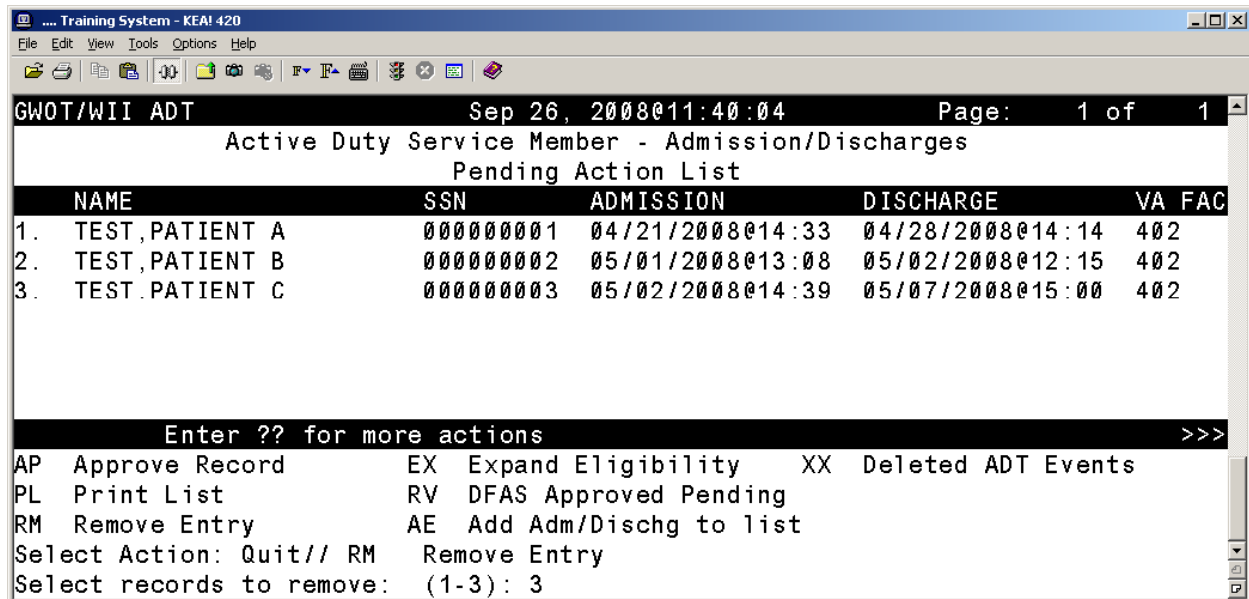 .... Training System - KEA! 420
File Edit View Tools Options Help
GWOT/WII ADT Sep 26, 2008@11:40:04 Page: 1 of 1
Active Duty Service Member - Admission/Discharges
Pending Action List
NAME SSN ADMISSION DISCHARGE VA FAC
1. TEST,PATIENT A 000000001 04/21/2008@14:33 04/28/2008@14:14 402
2. TEST,PATIENT B 000000002 05/01/2008@13:08 05/02/2008@12:15 402
3. TEST.PATIENT C 000000003 05/02/2008@14:39 05/07/2008@15:00 402
Enter ?? for more actions >>>
AP Approve Record EX Expand Eligibility XX Deleted ADT Events
PL Print List RV DFAS Approved Pending
RM Remove Entry AE Add Adm/Dischg to list
Select Action: Quit// RM Remove Entry
Select records to remove: (1-3): 3